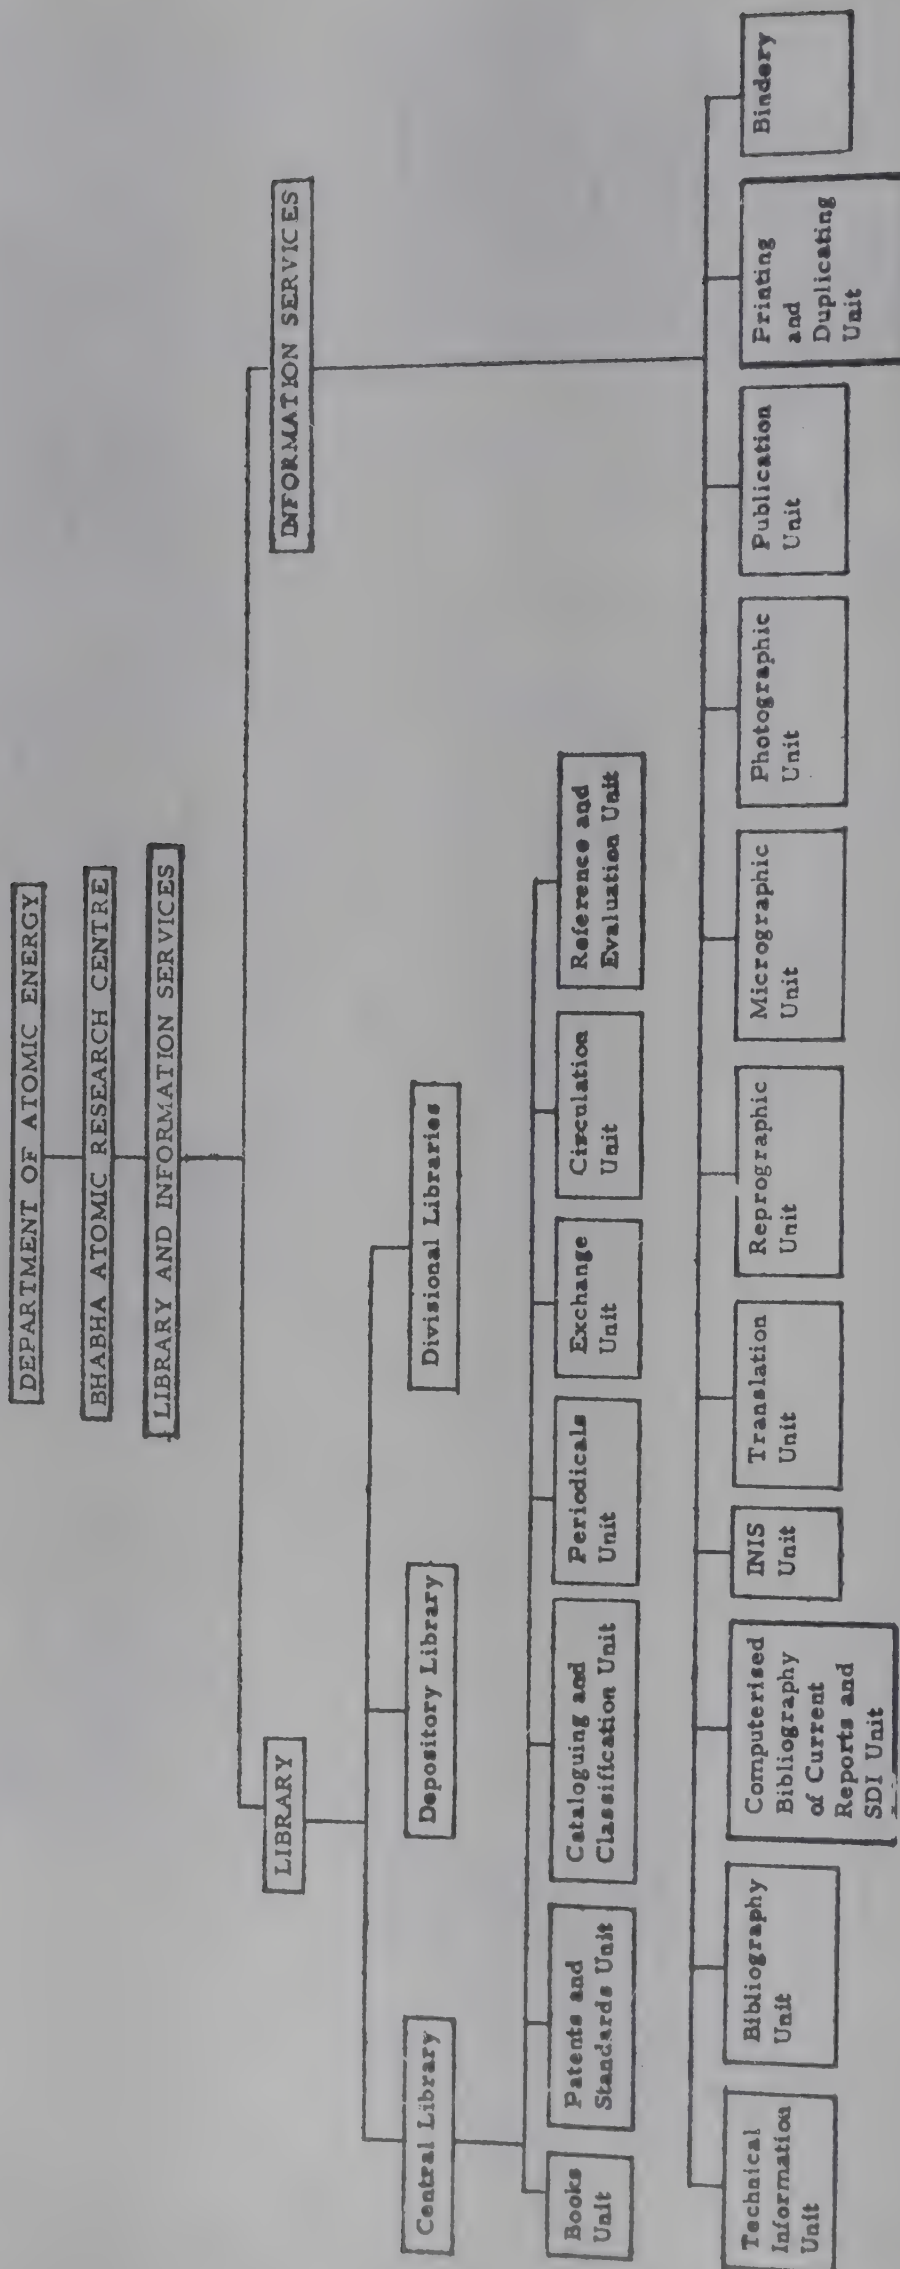 DEPARTMENT OF ATOMIC ENERGY
BHABHA ATOMIC RESEARCH CENTRE
LIBRARY AND INFORMATION SERVICES
LIBRARY
INFORMATION SERVICES
Central Library
Depository Library
Divisional Libraries
Books
Unit
Patents and
Standards Unit
Cataloguing and
Classification Unit
Periodicals
Unit
Exchange
Unit
Circulation
Unit
Reference and
Evaluation Unit
Technical
Information
Unit
Bibliography
Unit
Computerised
Bibliography
of Current
Reports and
SDI Unit
INIS
Unit
Translation
Unit
Reprographic
Unit
Micrographic
Unit
Photographic
Unit
Publication
Unit
Printing
and
Duplicating
Unit
Bindery